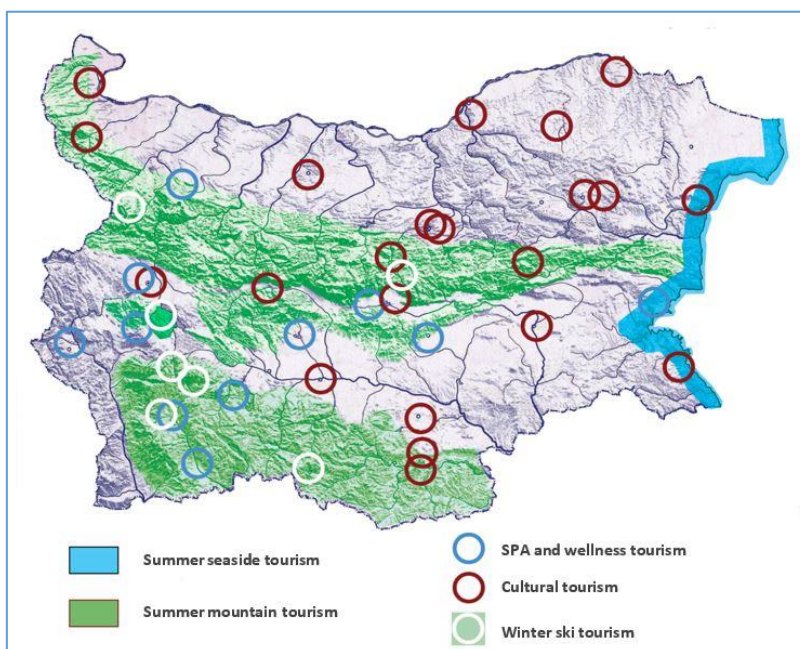 Summer seaside tourism
Summer mountain tourism
SPA and wellness tourism
Cultural tourism
Winter ski tourism